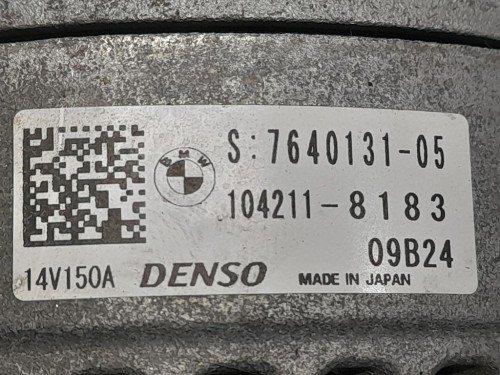 S:7640131-05
BMW
104211-8183
09B24
14V150A DENSO MADE IN JAPAN